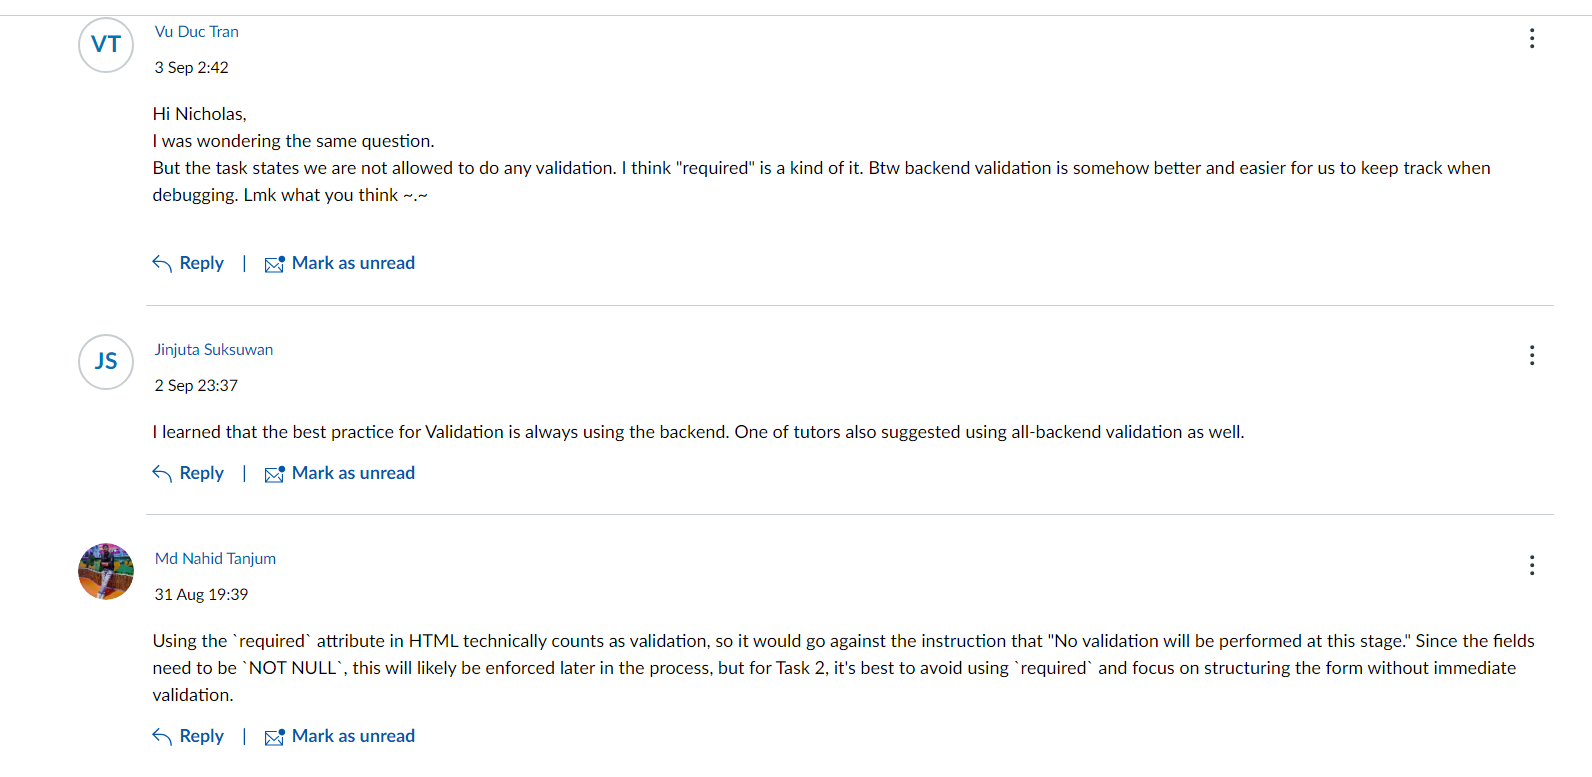 VT
Vu Duc Tran
3 Sep 2:42
Hi Nicholas,
I was wondering the same question.
But the task states we are not allowed to do any validation. I think "required" is a kind of it. Btw backend validation is somehow better and easier for us to keep track when
debugging. Lmk what you think ~.~
Reply | Mark as unread
JS
Jinjuta Suksuwan
2 Sep 23:37
I learned that the best practice for Validation is always using the backend. One of tutors also suggested using all-backend validation as well.
Reply | Mark as unread
Md Nahid Tanjum
31 Aug 19:39
Using the `required` attribute in HTML technically counts as validation, so it would go against the instruction that "No validation will be performed at this stage." Since the fields
need to be `NOT NULL`, this will likely be enforced later in the process, but for Task 2, it's best to avoid using `required` and focus on structuring the form without immediate
validation.
Reply | Mark as unread